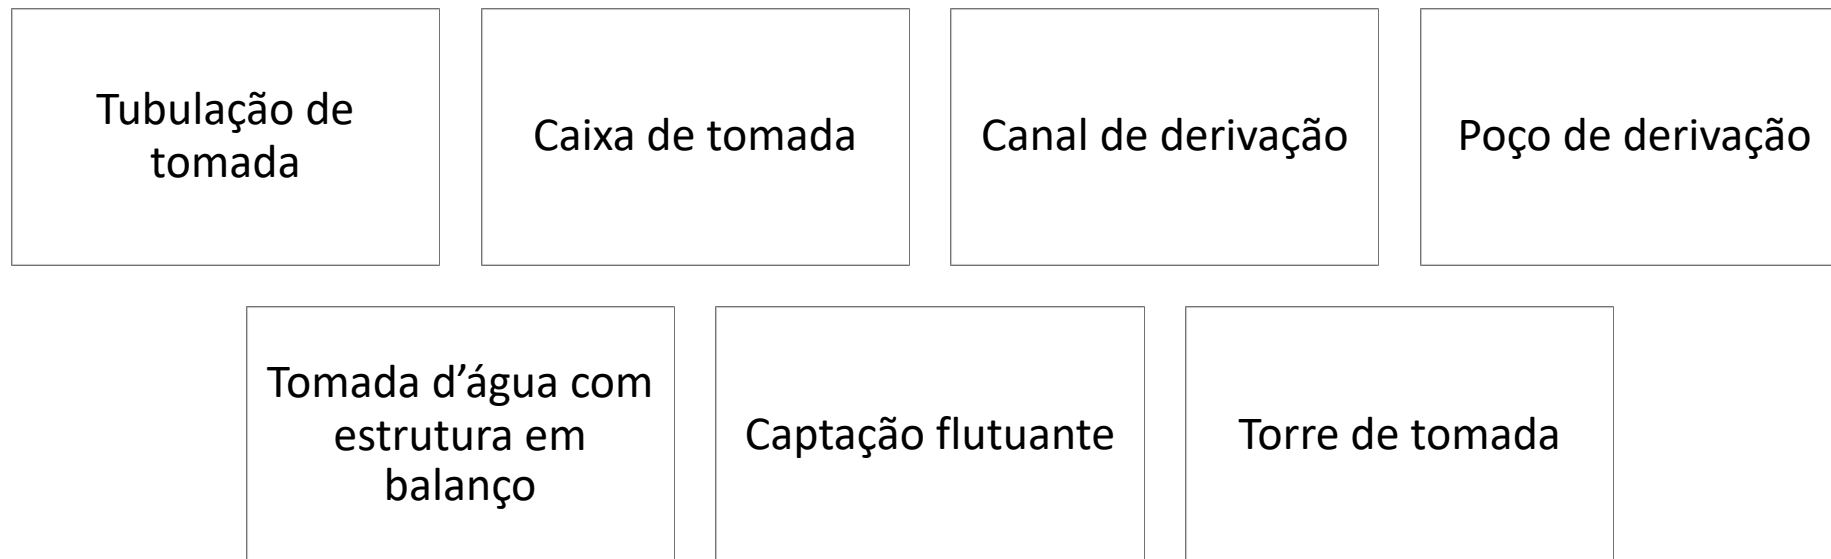 Tubulação de
tomada
Caixa de tomada
Canal de derivação
Poço de derivação
Tomada d’água com
estrutura em
balanço
Captação flutuante
Torre de tomada